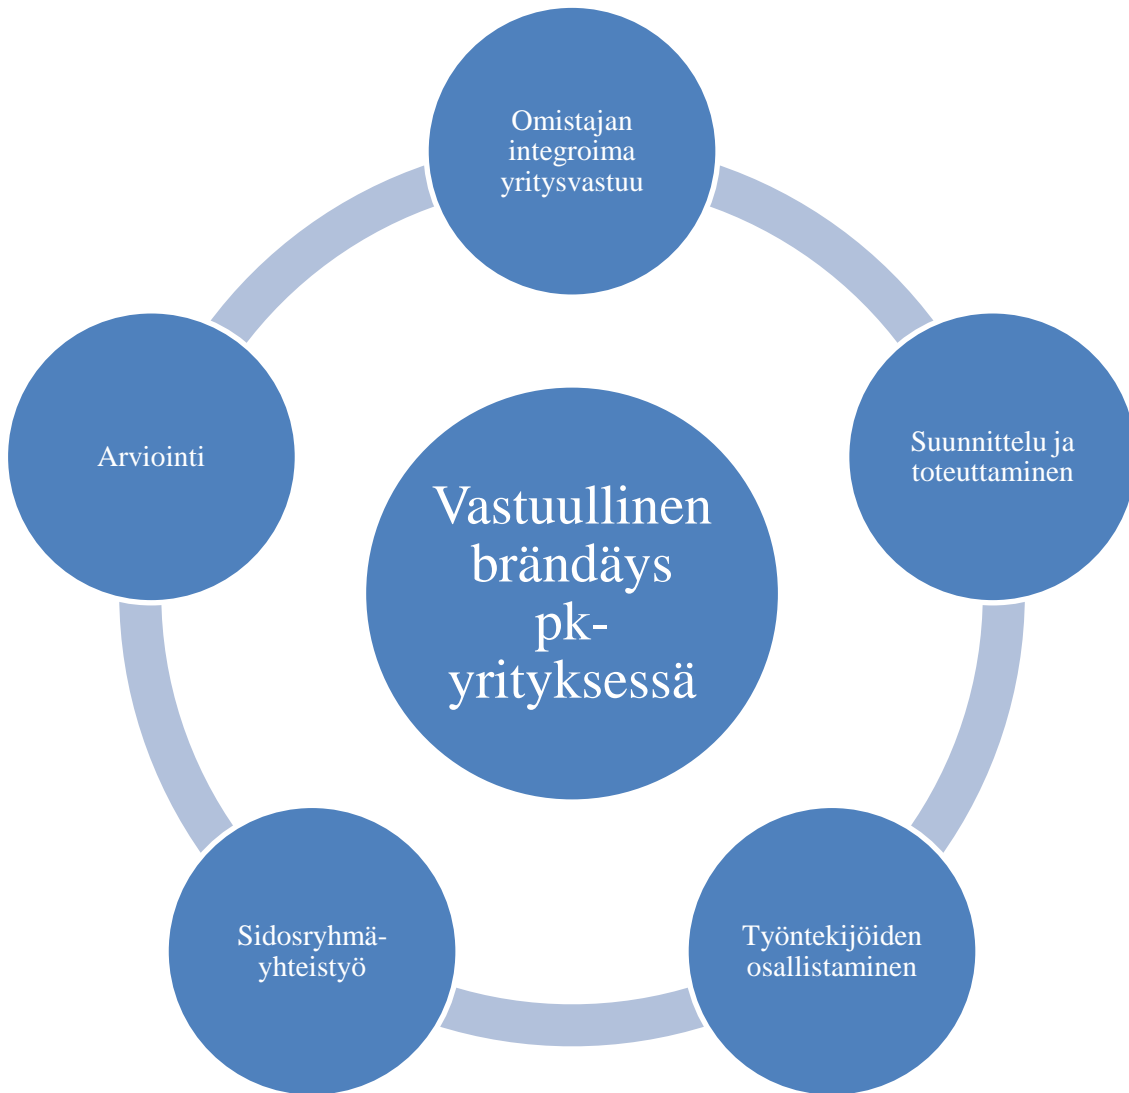 Omistajan
integroima
yritysvastuu
Suunnittelu ja
toteuttaminen
Arviointi
Vastuullinen
brändäys
pk-
yrityksessä
Sidosryhmä-
yhteistyö
Työntekijöiden
osallistaminen